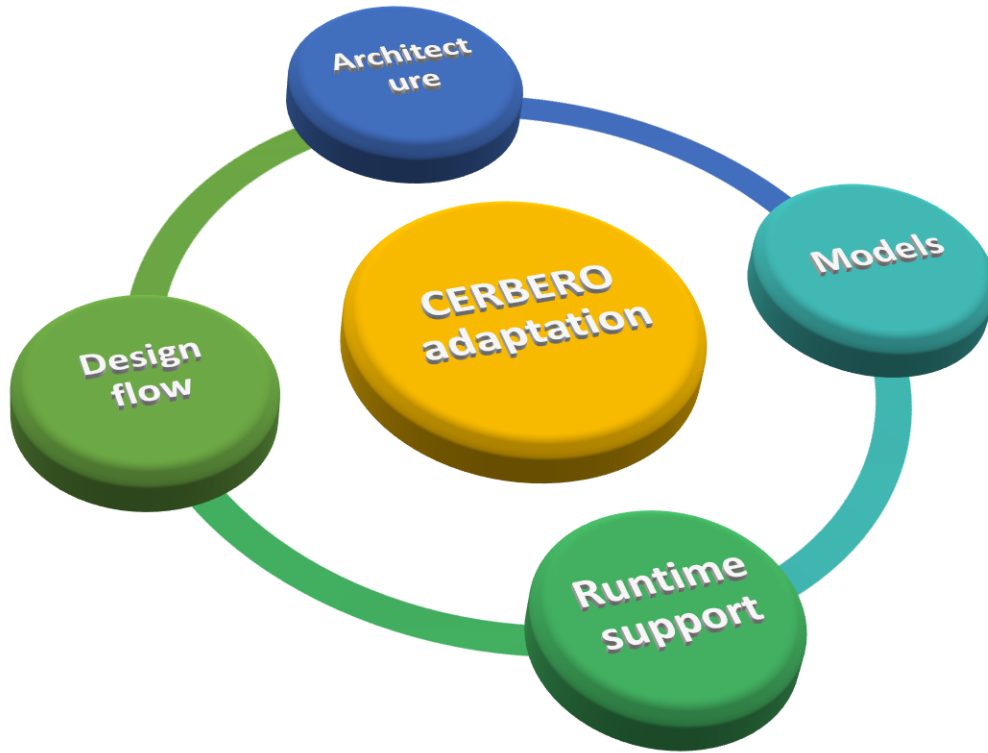 Architect
ure
Models
CERBERO
adaptation
Design
flow
Runtime
support